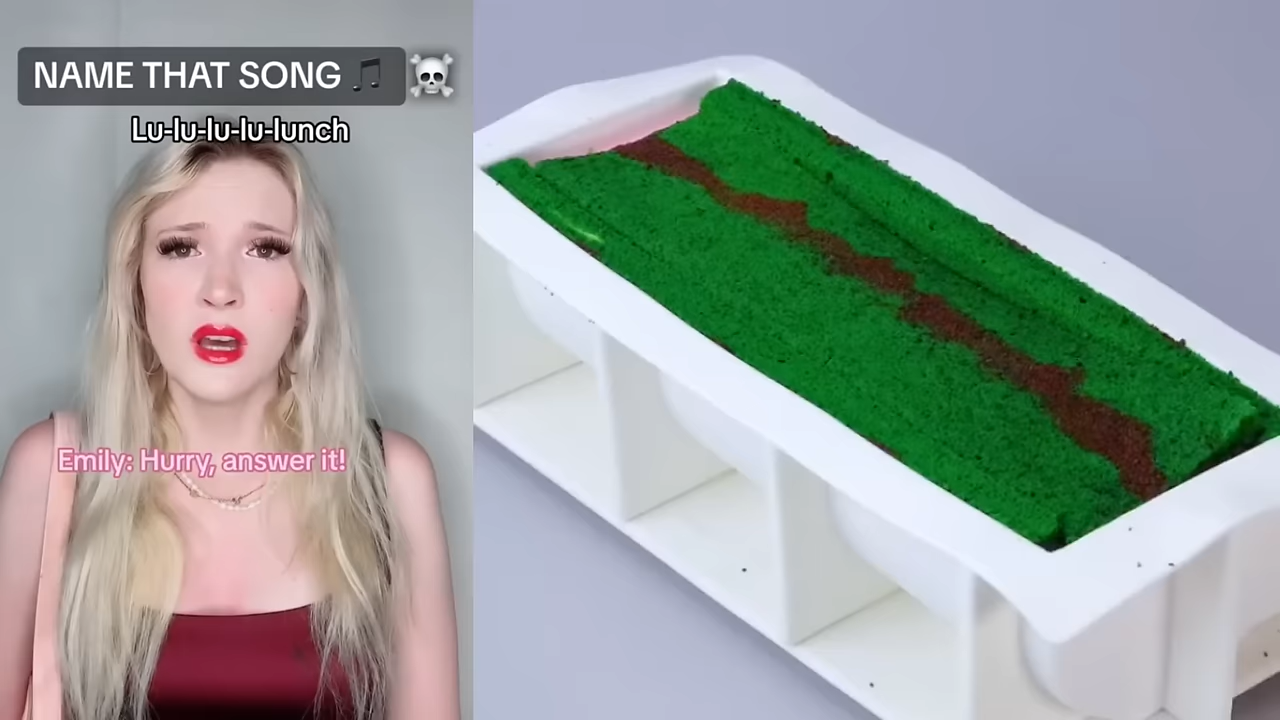 NAME THAT SONG 🎵 ☠️
Lu-lu-lu-lu-lunch
Emily: Hurry, answer it!